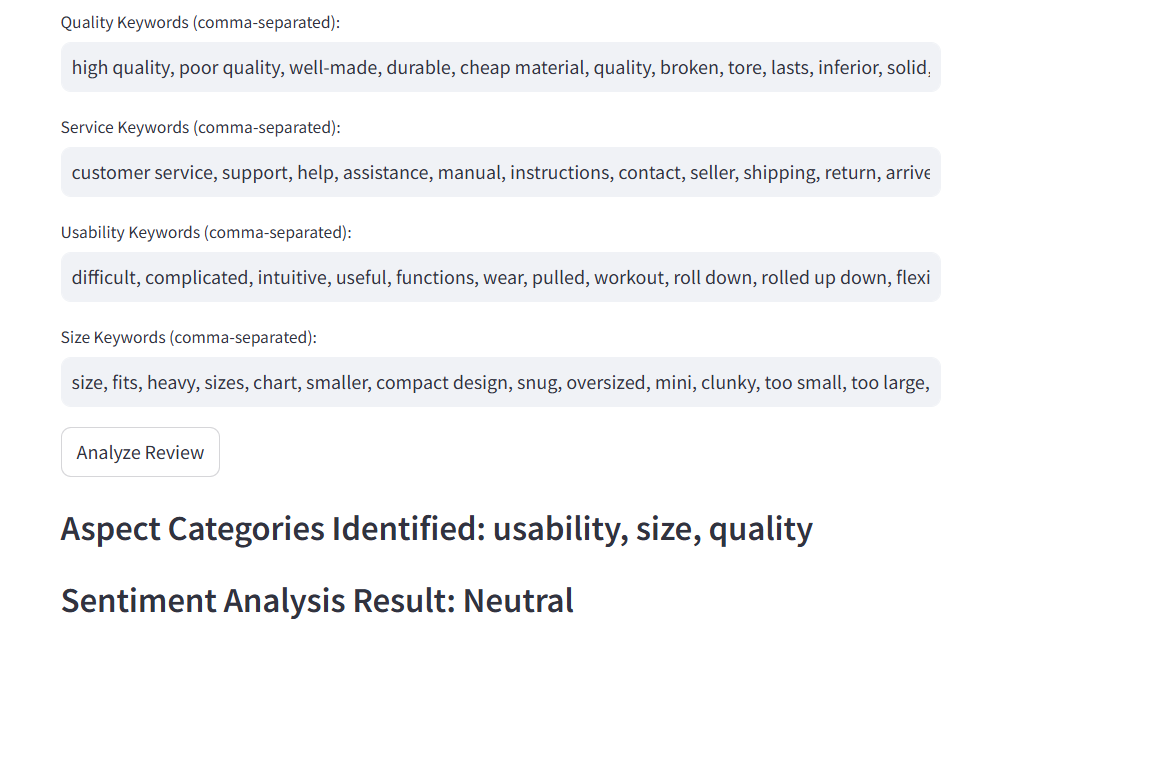 Quality Keywords (comma-separated):
high quality, poor quality, well-made, durable, cheap material, quality, broken, tore, lasts, inferior, solid,
Service Keywords (comma-separated):
customer service, support, help, assistance, manual, instructions, contact, seller, shipping, return, arrive
Usability Keywords (comma-separated):
difficult, complicated, intuitive, useful, functions, wear, pulled, workout, roll down, rolled up down, flexi
Size Keywords (comma-separated):
size, fits, heavy, sizes, chart, smaller, compact design, snug, oversized, mini, clunky, too small, too large,
Analyze Review
Aspect Categories Identified: usability, size, quality
Sentiment Analysis Result: Neutral